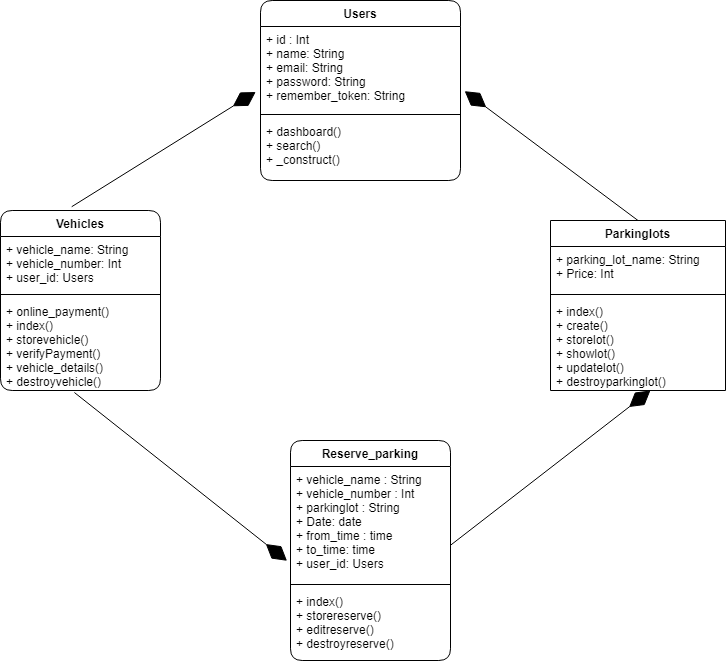 Users
+ id : Int
+ name: String
+ email: String
+ password: String
+ remember_token: String
+ dashboard()
+ search()
+ _construct()
Vehicles
+ vehicle_name: String
+ vehicle_number: Int
+ user_id: Users
+ online_payment()
+ index()
+ storevehicle()
+ verifyPayment()
+ vehicle_details()
+ destroyvehicle()
Parkinglots
+ parking_lot_name: String
+ Price: Int
+ index()
+ create()
+ storelot()
+ showlot()
+ updatelot()
+ destroyparkinglot()
Reserve_parking
+ vehicle_name : String
+ vehicle_number : Int
+ parkinglot : String
+ Date: date
+ from_time : time
+ to_time: time
+ user_id: Users
+ index()
+ storereserve()
+ editreserve()
+ destroyreserve()